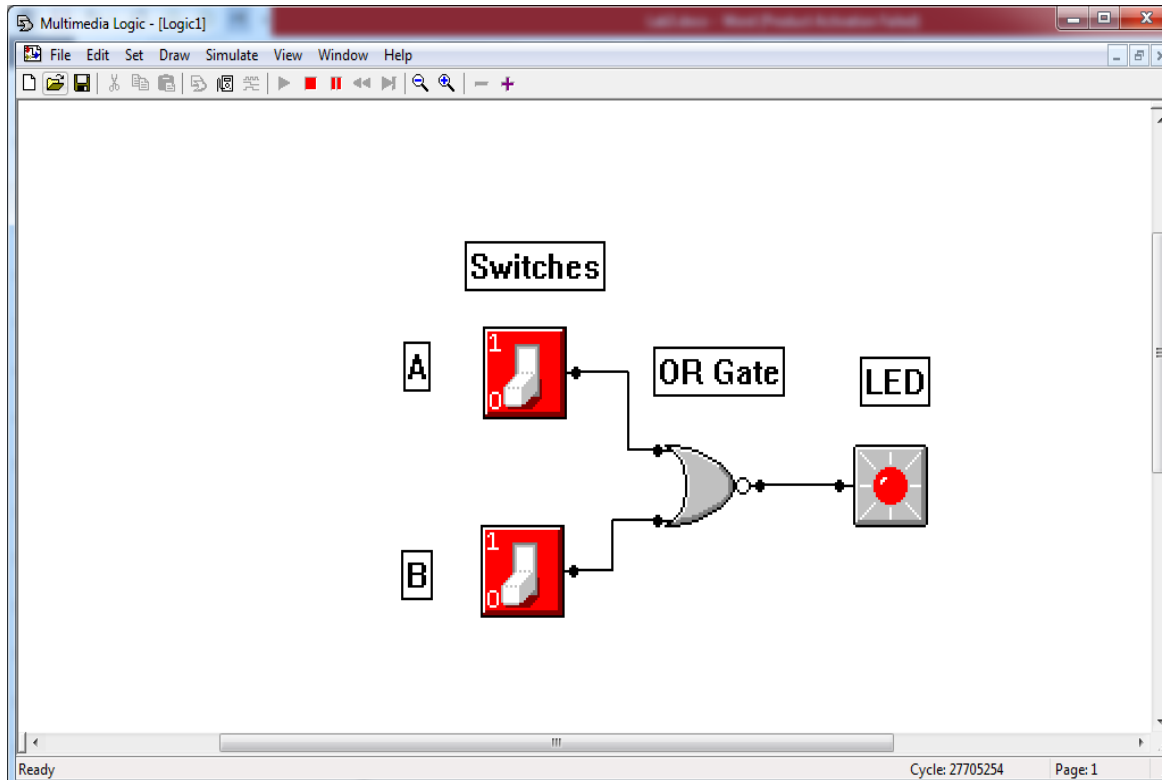 Multimedia Logic - [Logic1]
File Edit Set Draw Simulate View Window Help
Switches
1
0
A
OR Gate
LED
1
0
B
Ready
Cycle: 27705254
Page: 1